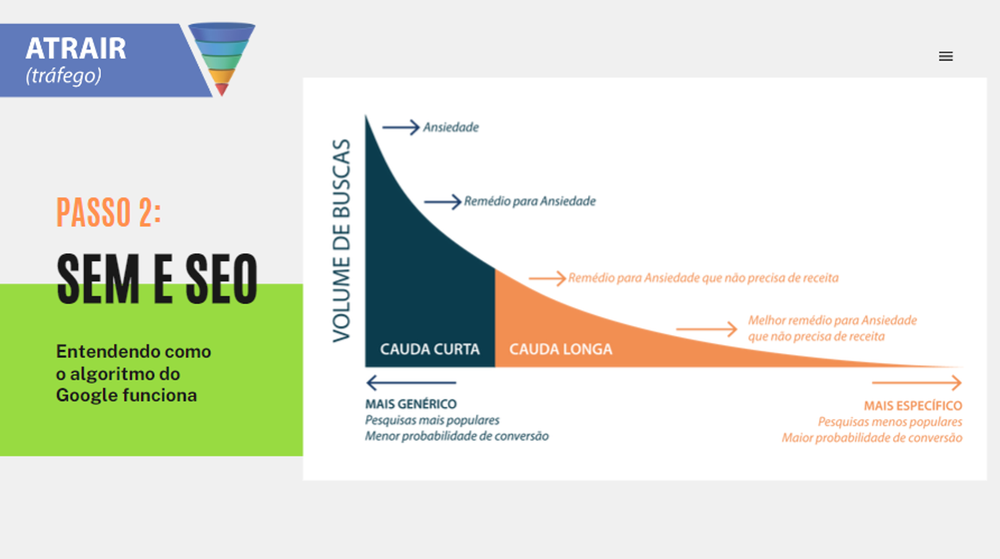 ATRAIR
(tráfego)
PASSO 2:
SEM E SEO
Entendendo como
o algoritmo do
Google funciona
VOLUME DE BUSCAS
Ansiedade
Remédio para Ansiedade
Remédio para Ansiedade que não precisa de receita
Melhor remédio para Ansiedade
que não precisa de receita
CAUDA CURTA
CAUDA LONGA
MAIS GENÉRICO
Pesquisas mais populares
Menor probabilidade de conversão
MAIS ESPECÍFICO
Pesquisas menos populares
Maior probabilidade de conversão